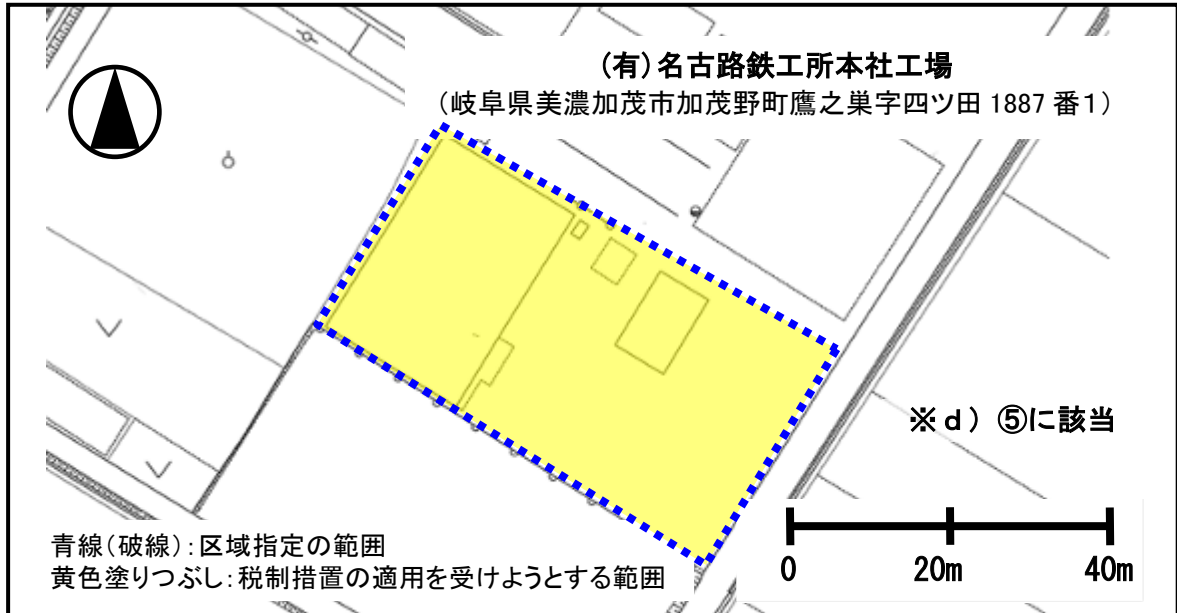 (有)名古路鉄工所本社工場
(岐阜県美濃加茂市加茂野町鷹之巣字四ツ田 1887 番1)
※d) ⑤に該当
青線(破線):区域指定の範囲
黄色塗りつぶし:税制措置の適用を受けようとする範囲
0 20m 40m